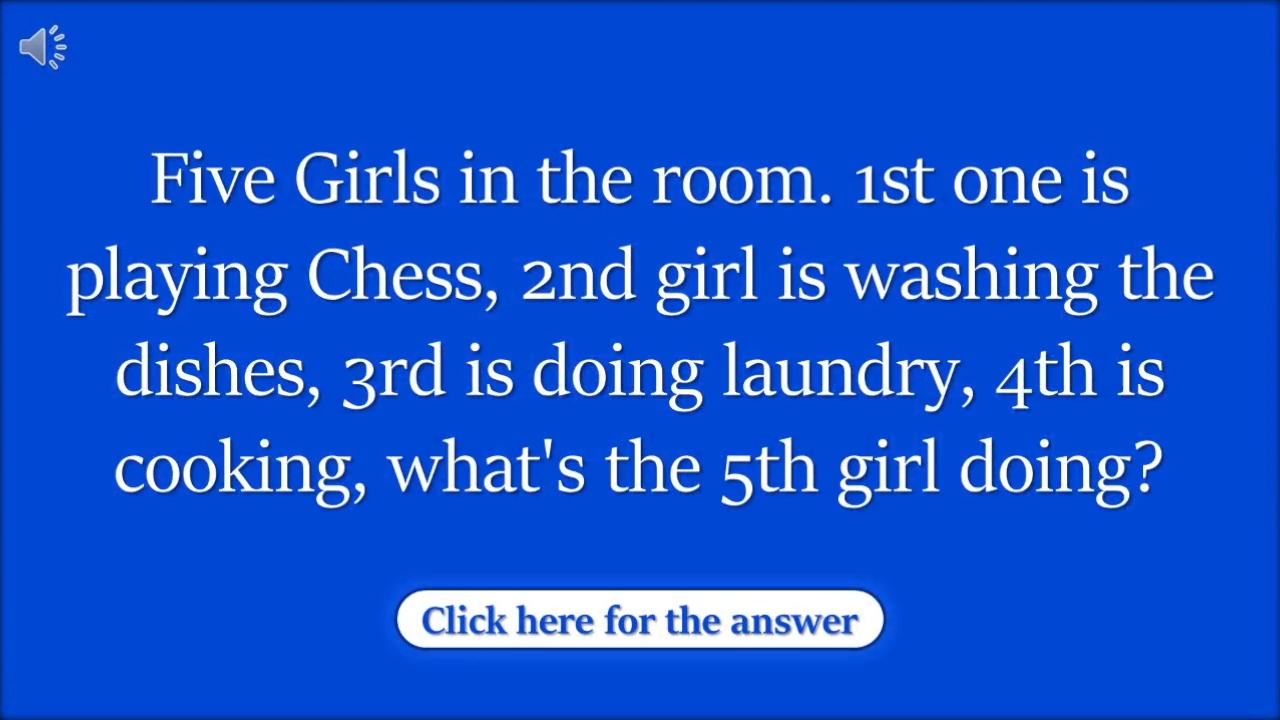 Five Girls in the room. 1st one is
playing Chess, 2nd girl is washing the
dishes, 3rd is doing laundry, 4th is
cooking, what's the 5th girl doing?
Click here for the answer